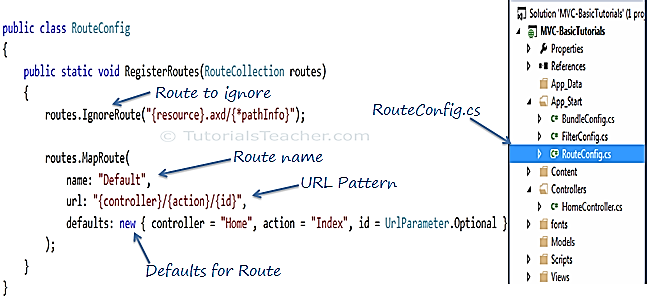 public class RouteConfig
{
public static void RegisterRoutes(RouteCollection routes)
{
Route to ignore
routes.IgnoreRoute("{resource}.axd/{*pathInfo}");
© TutorialsTeacher.com
routes.MapRoute(
Route name
name: "Default",
URL Pattern
url: "{controller}/{action}/{id}",
defaults: new { controller = "Home", action = "Index", id = UrlParameter.Optional }
);
Defaults for Route
}
}
RouteConfig.cs
Solution 'MVC-BasicTutorials' (1 proj
MVC-BasicTutorials
Properties
References
App_Data
App_Start
BundleConfig.cs
FilterConfig.cs
RouteConfig.cs
Content
Controllers
HomeController.cs
fonts
Models
Scripts
Views